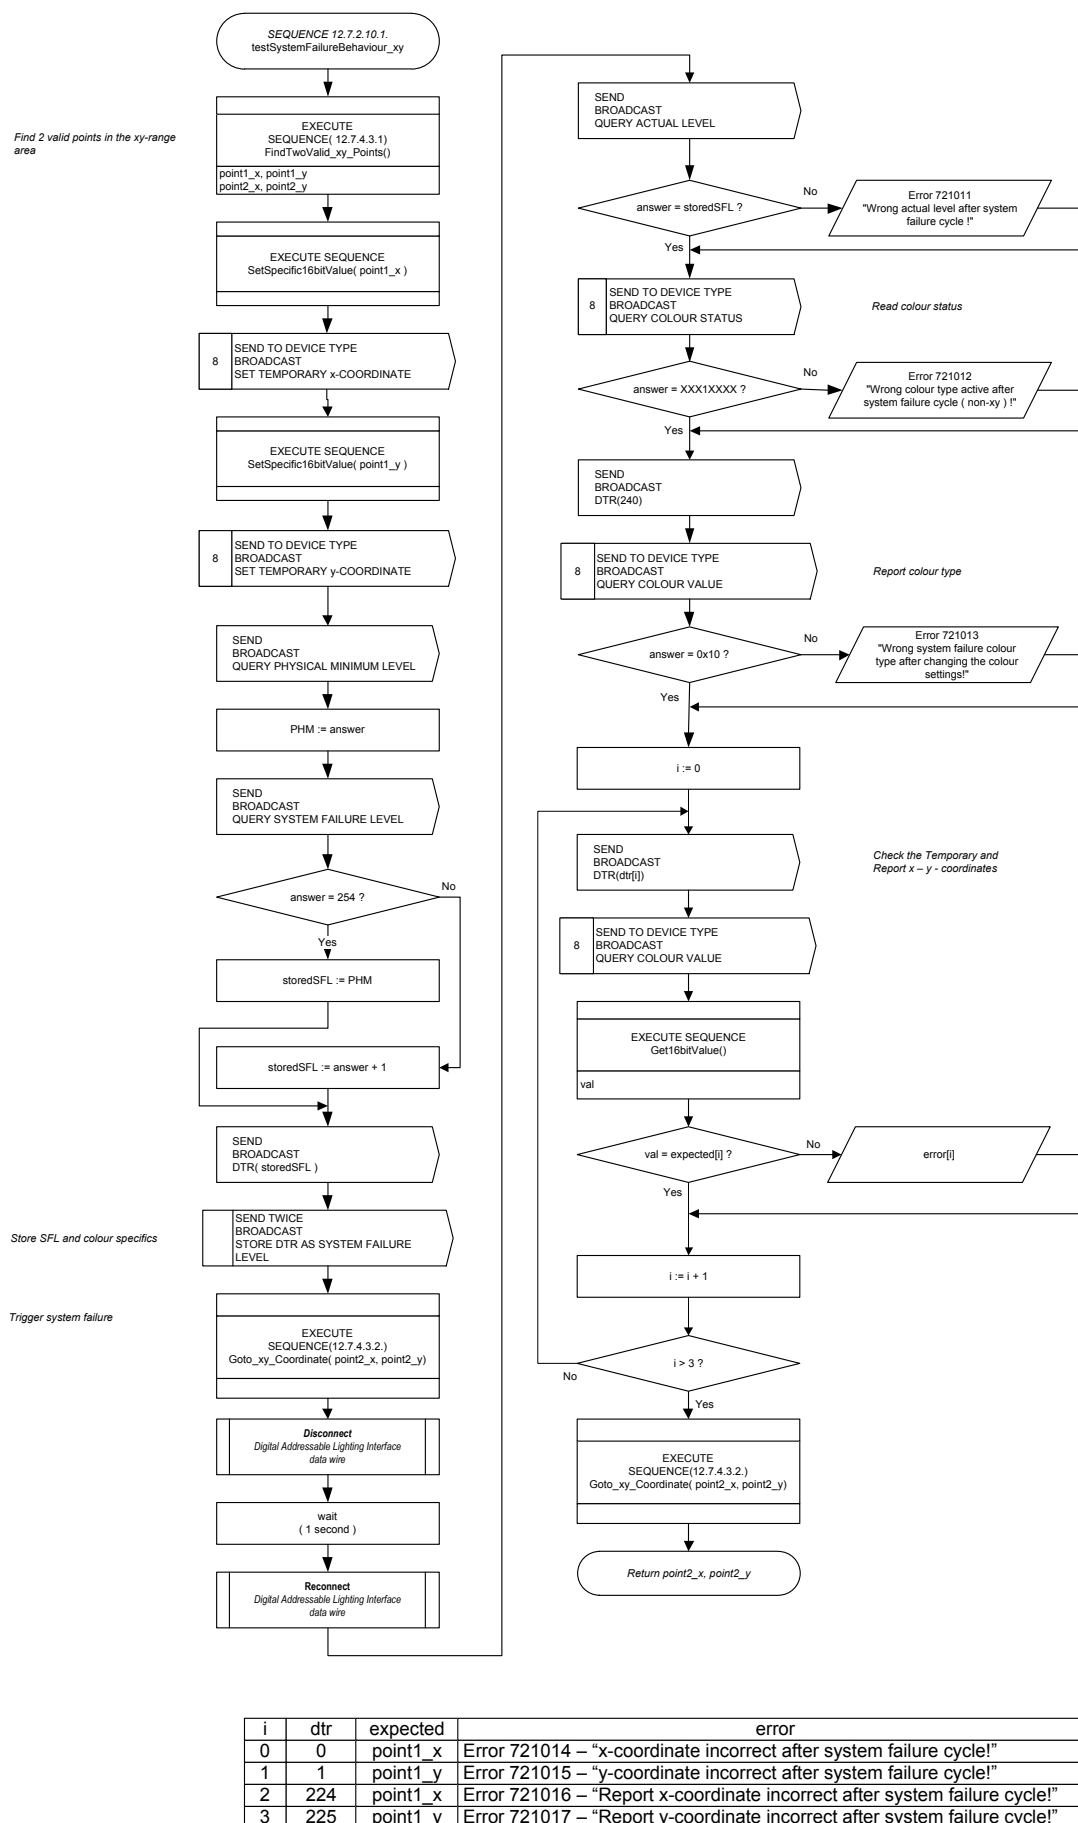 SEQUENCE 12.7.2.10.1.
testSystemFailureBehaviour_xy
Find 2 valid points in the xy-range
area
EXECUTE
SEQUENCE( 12.7.4.3.1)
FindTwoValid_xy_Points()
point1_x, point1_y
point2_x, point2_y
EXECUTE SEQUENCE
SetSpecific16bitValue( point1_x )
8
SEND TO DEVICE TYPE
BROADCAST
SET TEMPORARY x-COORDINATE
EXECUTE SEQUENCE
SetSpecific16bitValue( point1_y )
8
SEND TO DEVICE TYPE
BROADCAST
SET TEMPORARY y-COORDINATE
SEND
BROADCAST
QUERY PHYSICAL MINIMUM LEVEL
PHM := answer
SEND
BROADCAST
QUERY SYSTEM FAILURE LEVEL
answer = 254 ?
No
Yes
storedSFL := PHM
storedSFL := answer + 1
SEND
BROADCAST
DTR( storedSFL )
Store SFL and colour specifics
SEND TWICE
BROADCAST
STORE DTR AS SYSTEM FAILURE
LEVEL
Trigger system failure
EXECUTE
SEQUENCE(12.7.4.3.2.)
Goto_xy_Coordinate( point2_x, point2_y)
Disconnect
Digital Addressable Lighting Interface
data wire
wait
( 1 second )
Reconnect
Digital Addressable Lighting Interface
data wire
SEND
BROADCAST
QUERY ACTUAL LEVEL
answer = storedSFL ?
No
Error 721011
"Wrong actual level after system
failure cycle !"
Yes
8
SEND TO DEVICE TYPE
BROADCAST
QUERY COLOUR STATUS
Read colour status
answer = XXX1XXXX ?
No
Error 721012
"Wrong colour type active after
system failure cycle ( non-xy ) !"
Yes
SEND
BROADCAST
DTR(240)
8
SEND TO DEVICE TYPE
BROADCAST
QUERY COLOUR VALUE
Report colour type
answer = 0x10 ?
No
Error 721013
"Wrong system failure colour
type after changing the colour
settings!"
Yes
i := 0
SEND
BROADCAST
DTR(dtr[i])
Check the Temporary and
Report x – y - coordinates
8
SEND TO DEVICE TYPE
BROADCAST
QUERY COLOUR VALUE
EXECUTE SEQUENCE
Get16bitValue()
val
val = expected[i] ?
No
error[i]
Yes
i := i + 1
i > 3 ?
No
Yes
EXECUTE
SEQUENCE(12.7.4.3.2.)
Goto_xy_Coordinate( point2_x, point2_y)
Return point2_x, point2_y
i dtr expected error
0 0 point1_x Error 721014 – “x-coordinate incorrect after system failure cycle!”
1 1 point1_y Error 721015 – “y-coordinate incorrect after system failure cycle!”
2 224 point1_x Error 721016 – “Report x-coordinate incorrect after system failure cycle!”
3 225 point1_y Error 721017 – “Report y-coordinate incorrect after system failure cycle!”